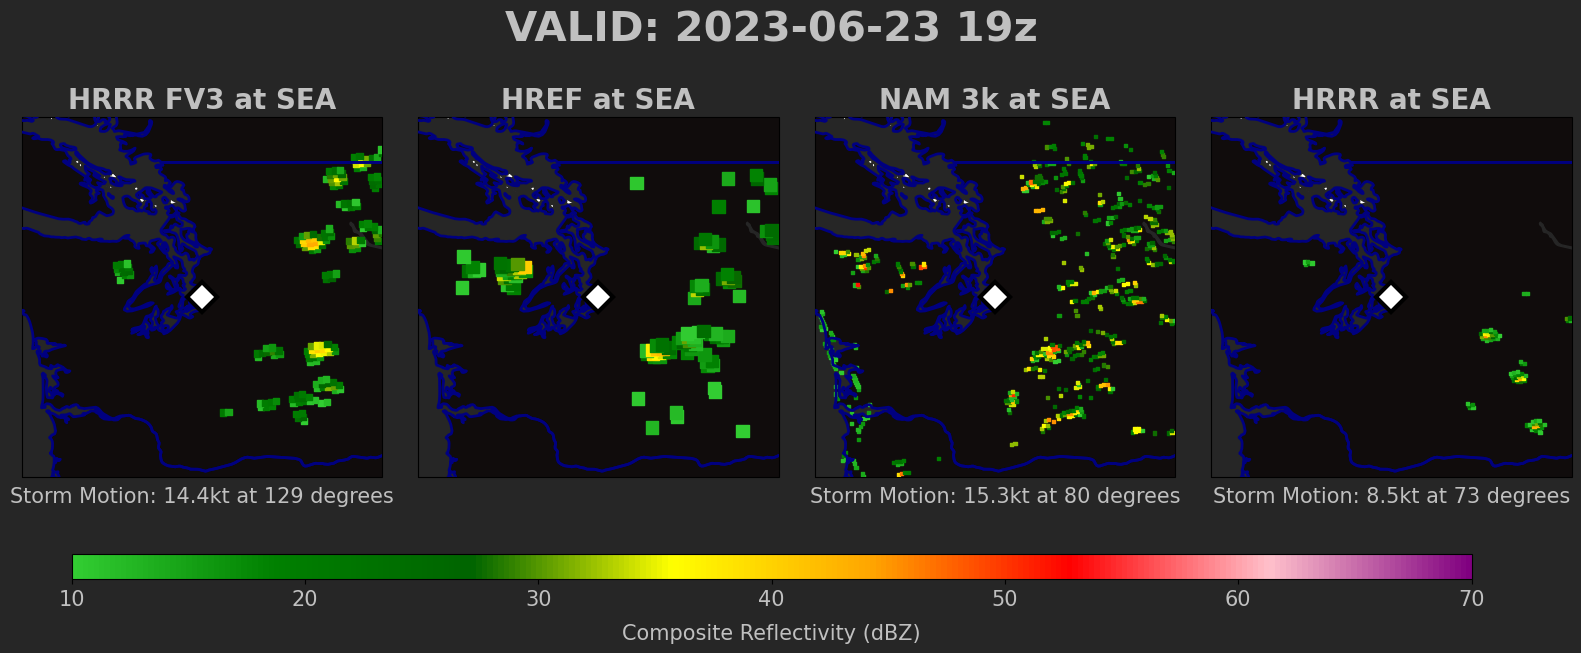 VALID: 2023-06-23 19z
HRRR FV3 at SEA
HREF at SEA
NAM 3k at SEA
HRRR at SEA
Storm Motion: 14.4kt at 129 degrees
Storm Motion: 15.3kt at 80 degrees
Storm Motion: 8.5kt at 73 degrees
10 20 30 40 50 60 70
Composite Reflectivity (dBZ)